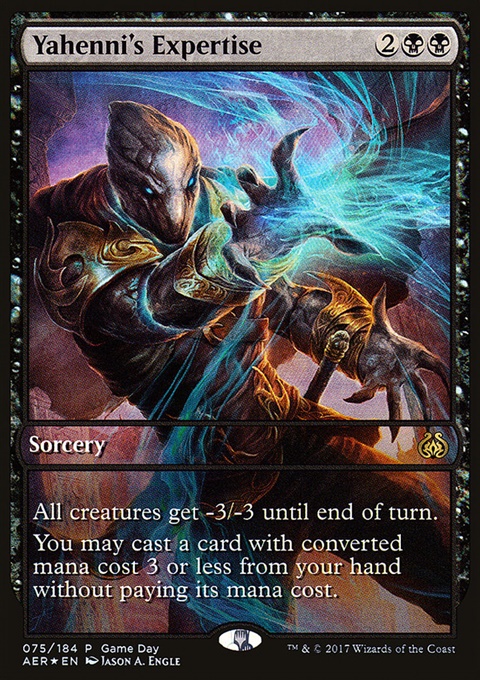 Yahenni's Expertise 2
Sorcery
All creatures get -3/-3 until end of turn.
You may cast a card with converted
mana cost 3 or less from your hand
without paying its mana cost.
075/184 P Game Day
AER★EN Jason A. Engle
™ & © 2017 Wizards of the Coast